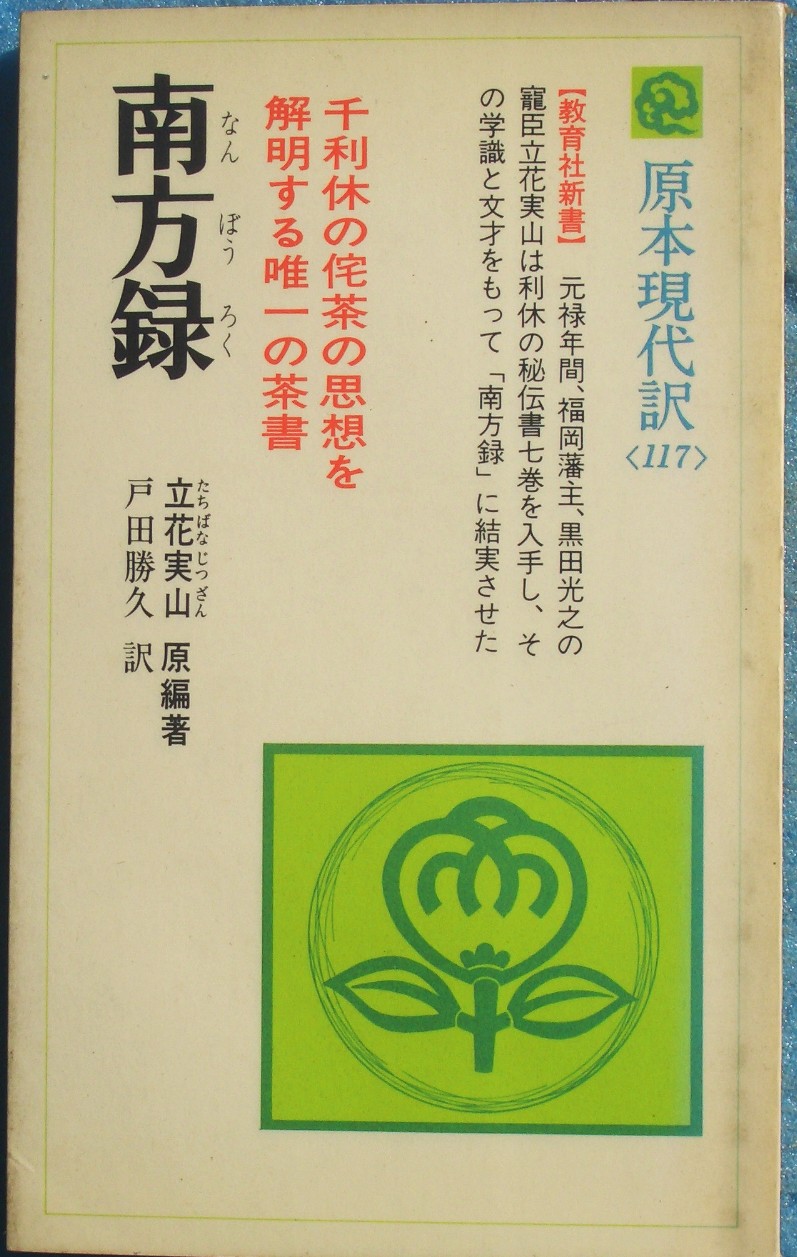 原本現代訳
〈117〉
【教育社新書】 元禄年間、福岡藩主、黒田光之の
寵臣立花実山は利休の秘伝書七巻を入手し、そ
の学識と文才をもって「南方録」に結実させた
千利休の侘茶の思想を
解明する唯一の茶書
南方録
なん ぼう ろく
立花実山 原編著
たちばな じつざん
戸田勝久 訳